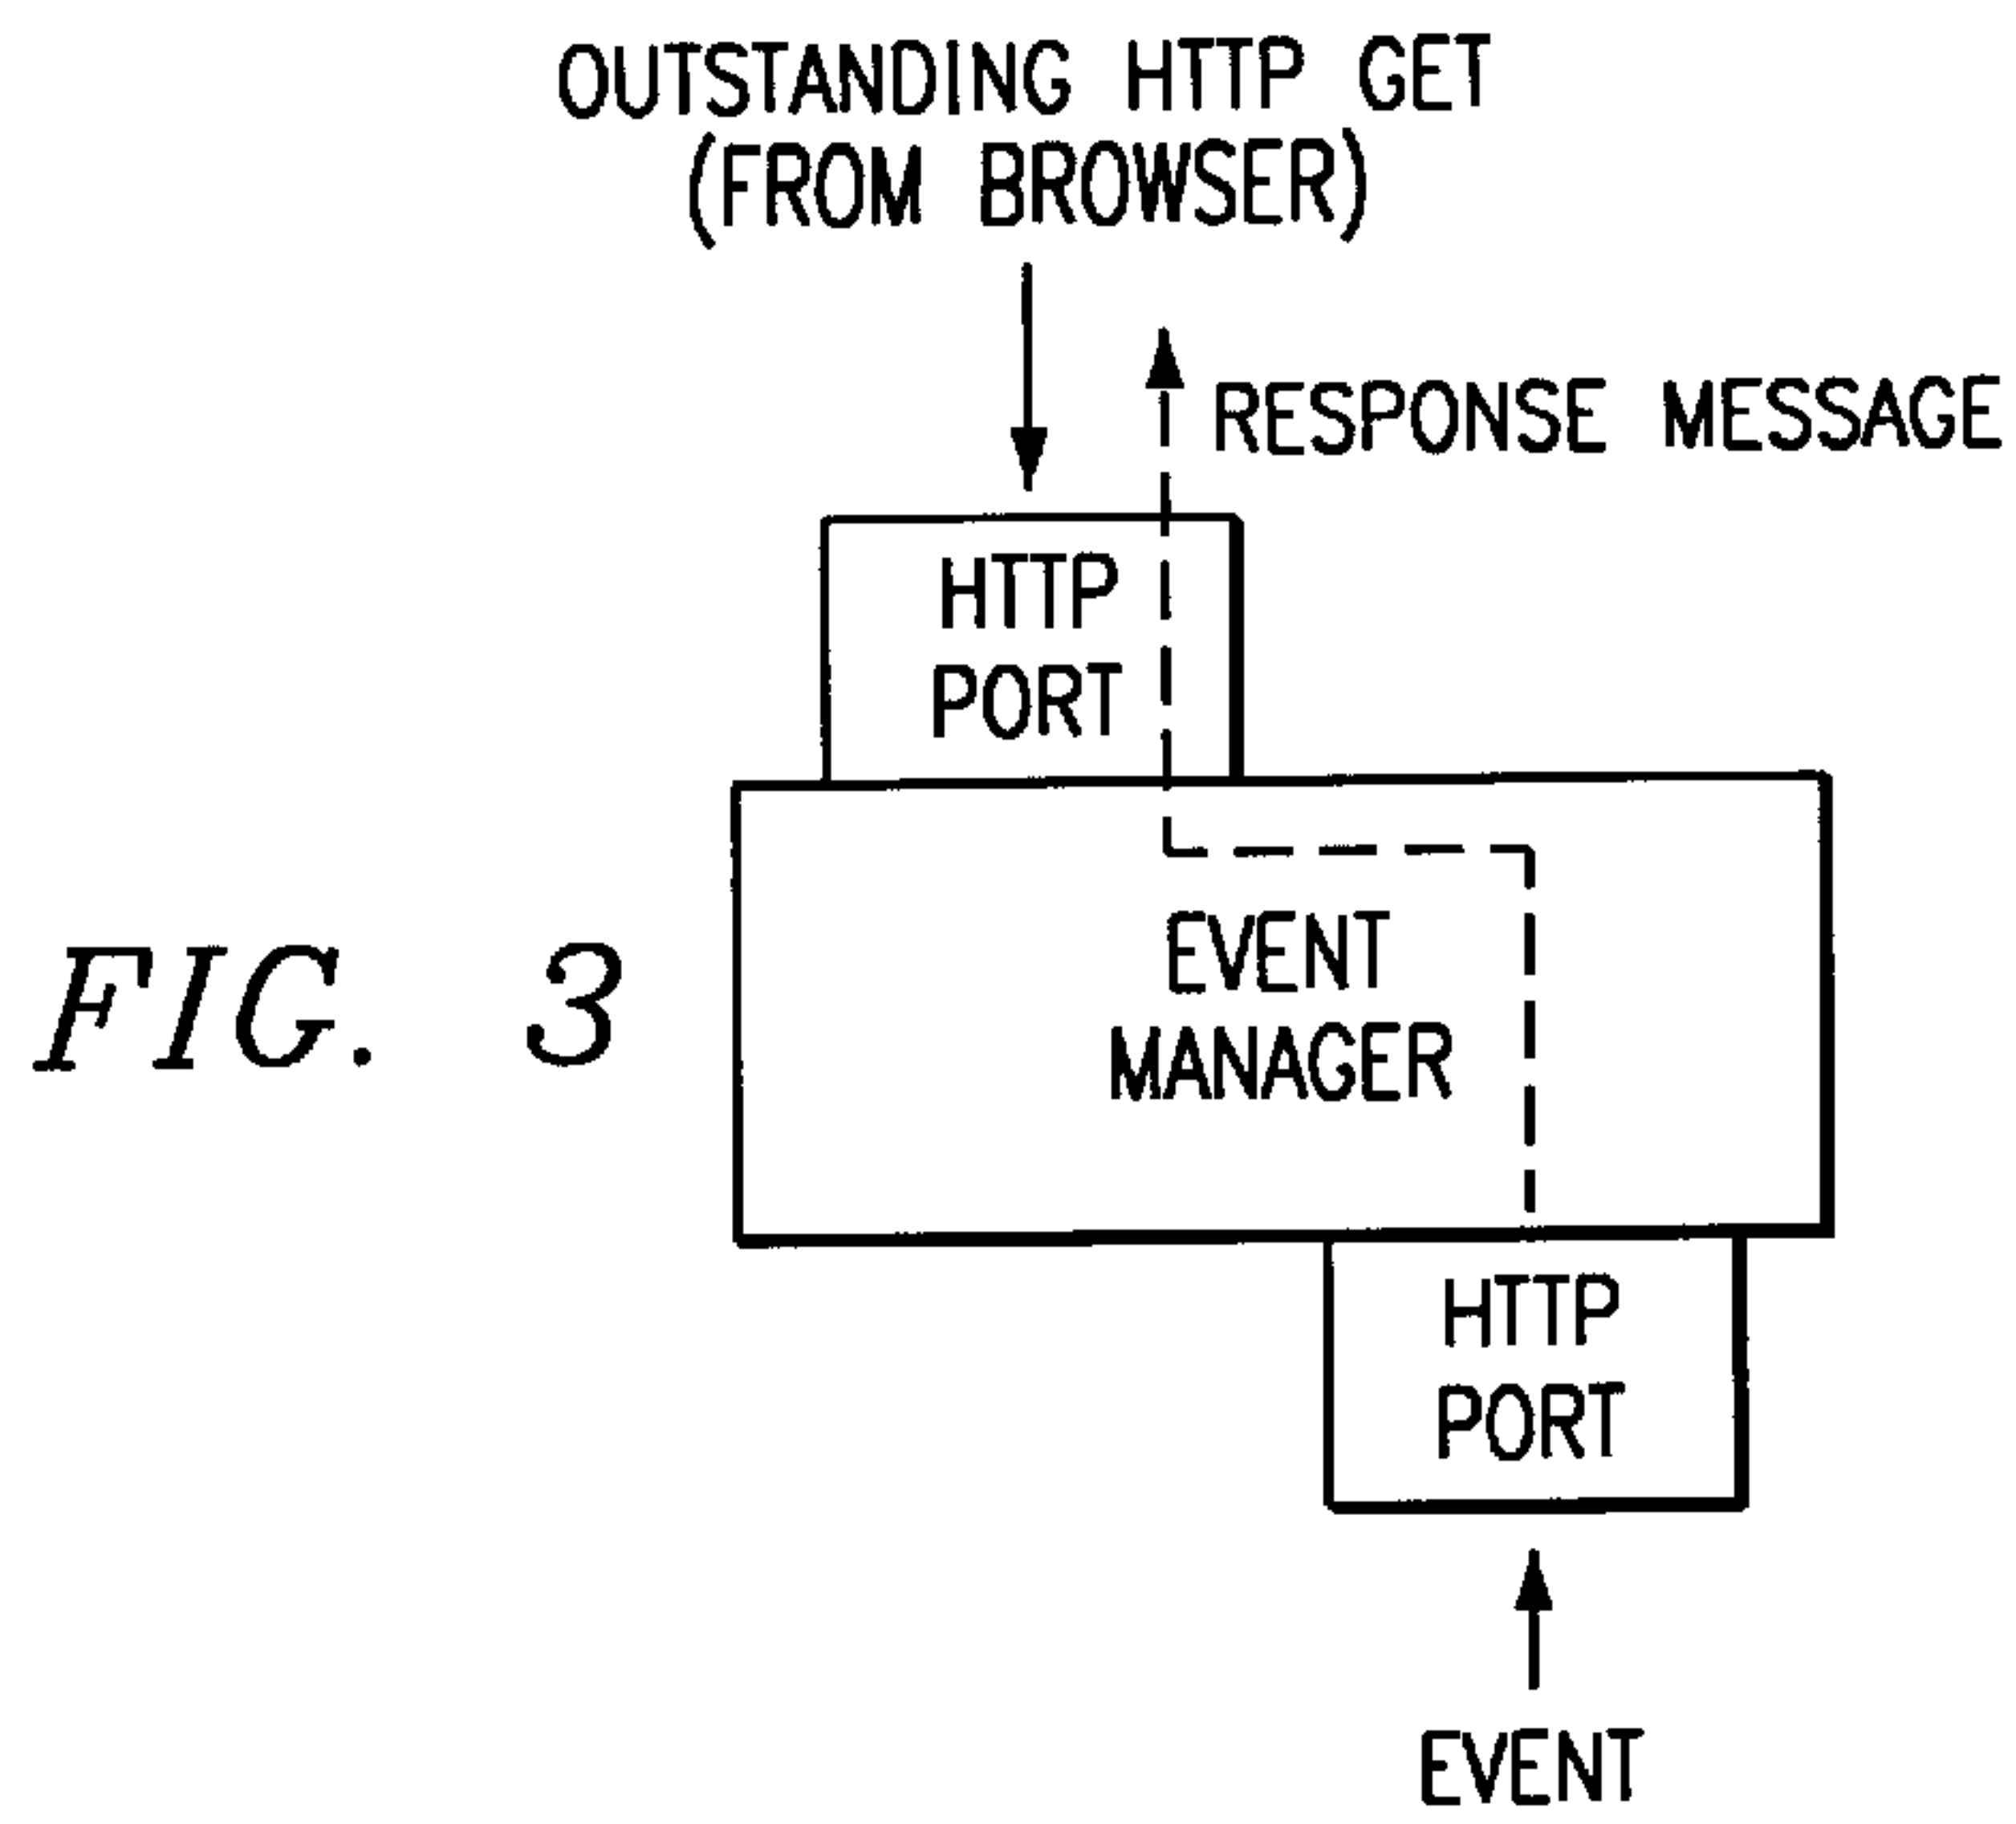 OUTSTANDING HTTP GET
(FROM BROWSER)
RESPONSE MESSAGE
HTTP
PORT
EVENT
MANAGER
FIG. 3
HTTP
PORT
EVENT